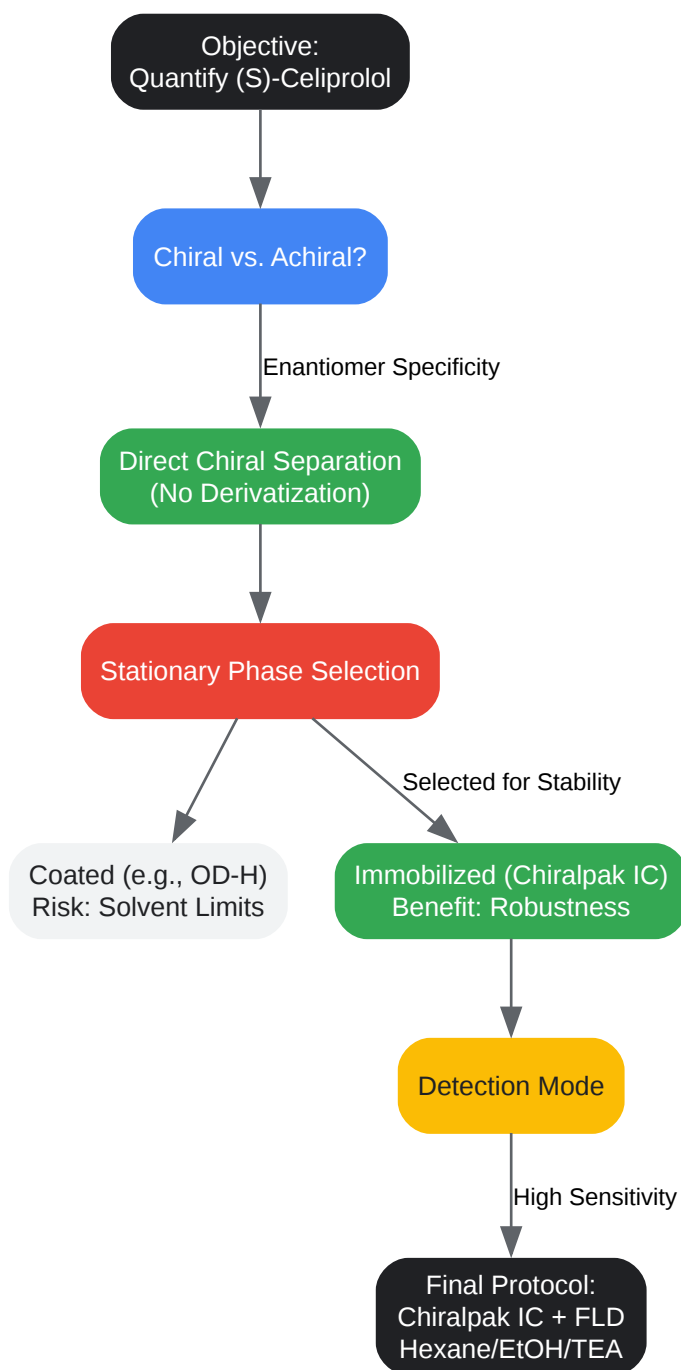 Objective:
Quantify (S)-Celiprolol
Chiral vs. Achiral?
Enantiomer Specificity
Direct Chiral Separation
(No Derivatization)
Stationary Phase Selection
Selected for Stability
Coated (e.g., OD-H)
Risk: Solvent Limits
Immobilized (Chiralpak IC)
Benefit: Robustness
Detection Mode
High Sensitivity
Final Protocol:
Chiralpak IC + FLD
Hexane/EtOH/TEA